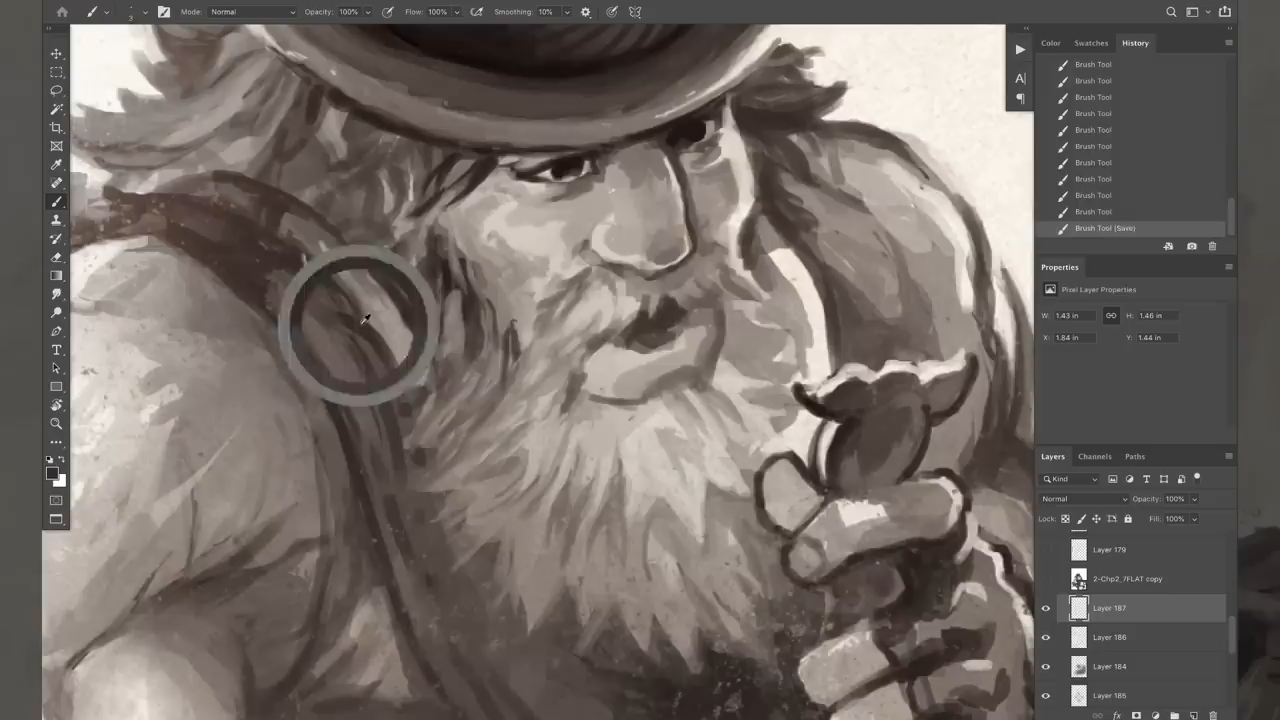 3 Mode: Normal Opacity: 100% Flow: 100% Smoothing: 10%
Color Swatches History
Brush Tool
Brush Tool
Brush Tool
Brush Tool
Brush Tool
Brush Tool
Brush Tool
Brush Tool
Brush Tool
Brush Tool
Brush Tool (Save)
Properties
Pixel Layer Properties
W: 1.43 in H: 1.46 in
X: 1.84 in Y: 1.44 in
Layers Channels Paths
Kind
Normal Opacity: 100%
Lock: Fill: 100%
Layer 179
2-Chp2_7FLAT copy
Layer 187
Layer 186
Layer 184
Layer 185